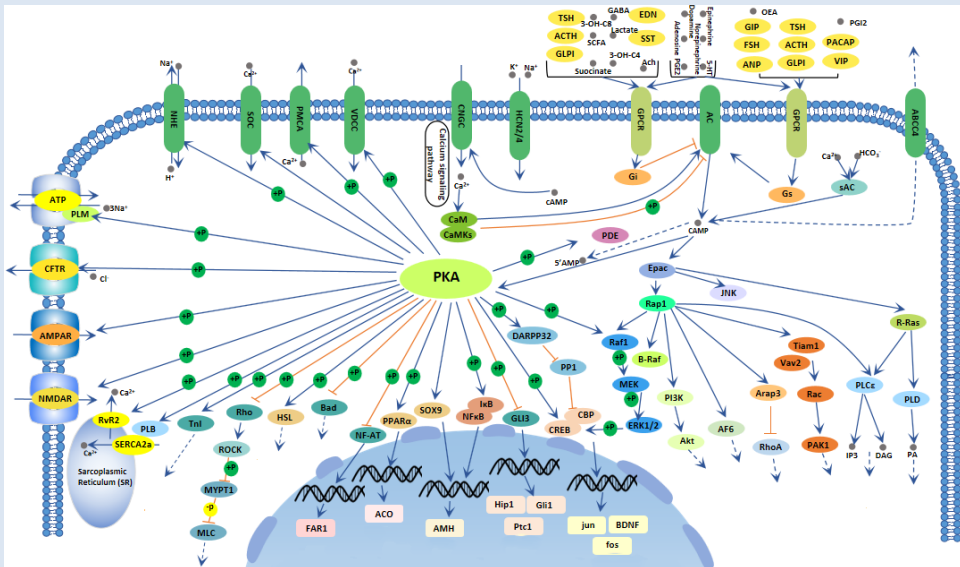 TSH
GABA
EDN
3-OH-C8
ACTH
Lactate
SST
SCFA
GLPI
3-OH-C4
Succinate
Ach
Adenosine
Dopamine
PGE2
Norepinephrine
Epinephrine
5-HT
OEA
GIP
TSH
PGI2
FSH
ACTH
PACAP
ANP
GLPI
VIP
Na⁺
Ca²⁺
Ca²⁺
K⁺
Na⁺
NHE
SOC
PMCA
VDCC
CNGC
HCN2/4
GPCR
AC
GPCR
ABCC4
Calcium signaling
pathway
H⁺
Ca²⁺
Ca²⁺
Gi
Gs
Ca²⁺
HCO₃⁻
sAC
cAMP
ATP
PLM
3Na⁺
+P
+P
+P
+P
+P
CaM
CaMKs
CAMP
PDE
5'AMP
+P
CFTR
Cl⁻
+P
PKA
Epac
JNK
Rap1
AMPAR
+P
+P
+P
DARPP32
Raf1
B-Raf
R-Ras
Tiam1
Vav2
NMDAR
+P
+P
+P
+P
+P
+P
+P
+P
+P
+P
+P
PP1
MEK
+P
PI3K
Arap3
Rac
PLCε
PLD
Ca²⁺
RvR2
PLB
TnI
Rho
HSL
Bad
PPARα
SOX9
IκB
NFκB
GLI3
CREB
CBP
+P
ERK1/2
AF6
Akt
RhoA
PAK1
IP3
DAG
PA
Ca²⁺
SERCA2a
Sarcoplasmic
Reticulum (SR)
NF-AT
ROCK
+P
MYPT1
-P
MLC
FAR1
ACO
AMH
Hip1
Gli1
Ptc1
jun
BDNF
fos